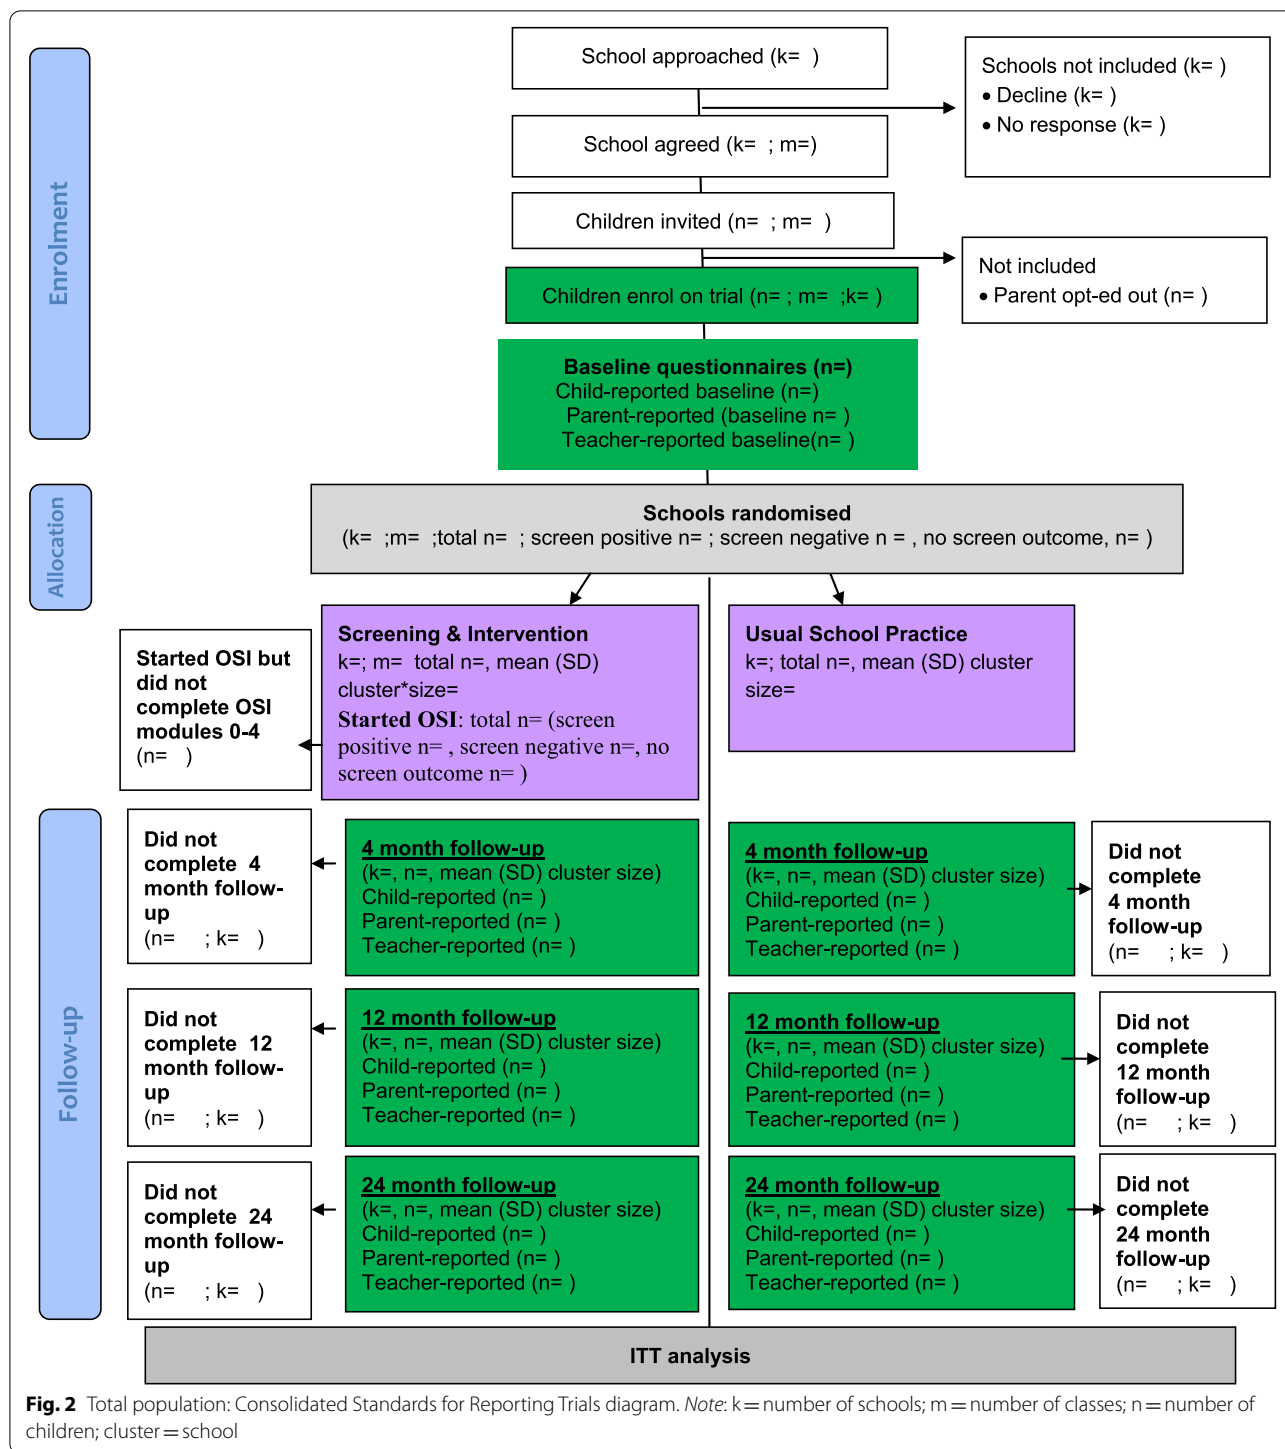 Enrolment
School approached (k= )
Schools not included (k= )
• Decline (k= )
• No response (k= )
School agreed (k= ; m=)
Children invited (n= ; m= )
Not included
• Parent opt-ed out (n= )
Children enrol on trial (n= ; m= ;k= )
Baseline questionnaires (n=)
Child-reported baseline (n=)
Parent-reported (baseline n= )
Teacher-reported baseline(n= )
Allocation
Schools randomised
(k= ;m= ;total n= ; screen positive n= ; screen negative n = , no screen outcome, n= )
Started OSI but
did not
complete OSI
modules 0-4
(n= )
Screening & Intervention
k=; m= total n=, mean (SD)
cluster*size=
Started OSI: total n= (screen
positive n= , screen negative n=, no
screen outcome n= )
Usual School Practice
k=; total n=, mean (SD) cluster
size=
Follow-up
Did not
complete 4
month follow-
up
(n= ; k= )
4 month follow-up
(k=, n=, mean (SD) cluster size)
Child-reported (n= )
Parent-reported (n= )
Teacher-reported (n= )
4 month follow-up
(k=, n=, mean (SD) cluster size)
Child-reported (n= )
Parent-reported (n= )
Teacher-reported (n= )
Did not
complete
4 month
follow-up
(n= ; k= )
Did not
complete 12
month follow-
up
(n= ; k= )
12 month follow-up
(k=, n=, mean (SD) cluster size)
Child-reported (n= )
Parent-reported (n= )
Teacher-reported (n= )
12 month follow-up
(k=, n=, mean (SD) cluster size)
Child-reported (n= )
Parent-reported (n= )
Teacher-reported (n= )
Did not
complete
12 month
follow-up
(n= ; k= )
Did not
complete 24
month follow-
up
(n= ; k= )
24 month follow-up
(k=, n=, mean (SD) cluster size)
Child-reported (n= )
Parent-reported (n= )
Teacher-reported (n= )
24 month follow-up
(k=, n=, mean (SD) cluster size)
Child-reported (n= )
Parent-reported (n= )
Teacher-reported (n= )
Did not
complete
24 month
follow-up
(n= ; k= )
ITT analysis
Fig. 2 Total population: Consolidated Standards for Reporting Trials diagram. Note: k = number of schools; m = number of classes; n = number of
children; cluster = school